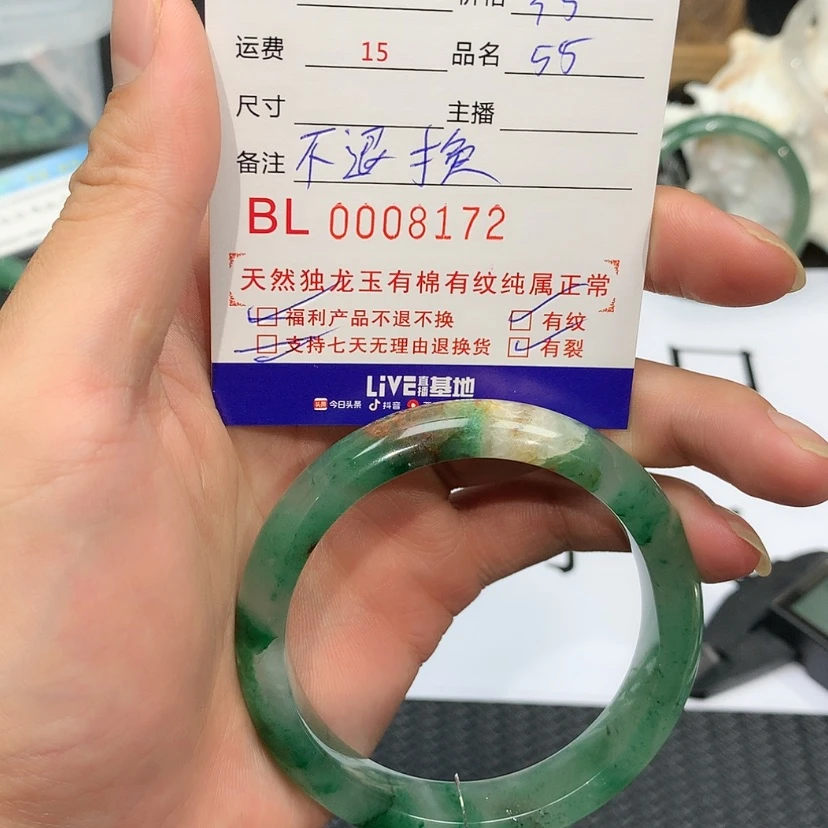 运费 15 品名 58
尺寸 主播
备注 不退换
BL 0008172
天然独龙玉有棉有纹纯属正常
福利产品不退不换 有纹
支持七天无理由退换货 有裂
LiVE直播基地
今日头条 抖音